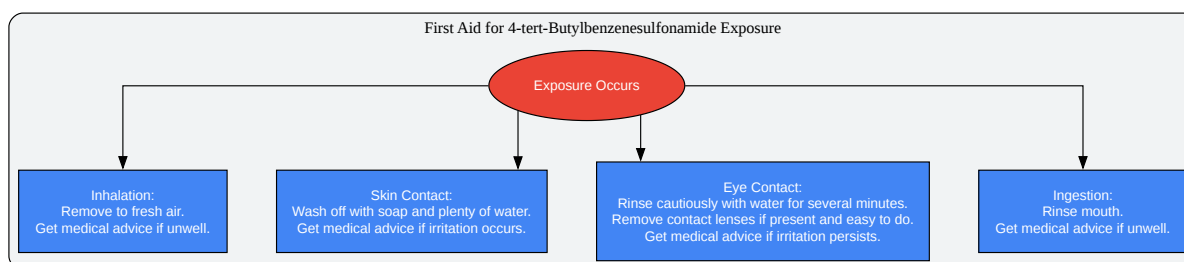 First Aid for 4-tert-Butylbenzenesulfonamide Exposure
Exposure Occurs
Inhalation:
Remove to fresh air.
Get medical advice if unwell.
Skin Contact:
Wash off with soap and plenty of water.
Get medical advice if irritation occurs.
Eye Contact:
Rinse cautiously with water for several minutes.
Remove contact lenses if present and easy to do.
Get medical advice if irritation persists.
Ingestion:
Rinse mouth.
Get medical advice if unwell.